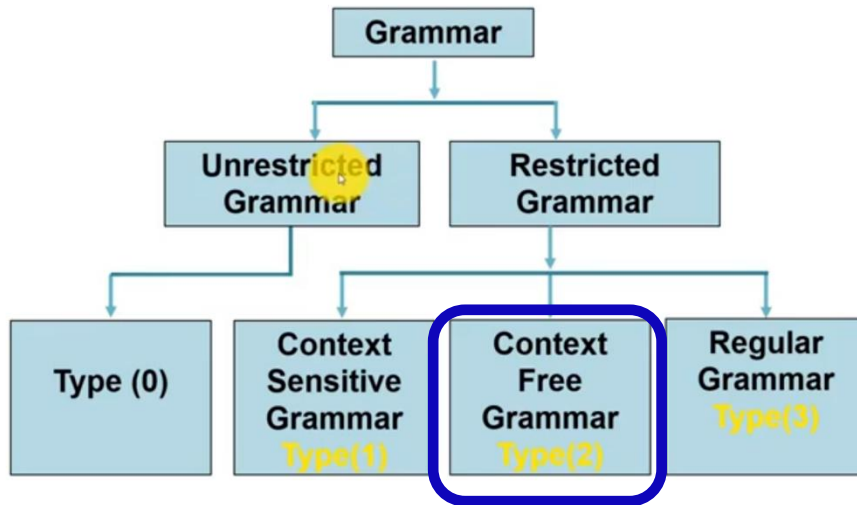 Grammar
Unrestricted
Grammar
Restricted
Grammar
Type (0)
Context
Sensitive
Grammar
Type(1)
Context
Free
Grammar
Type(2)
Regular
Grammar
Type(3)